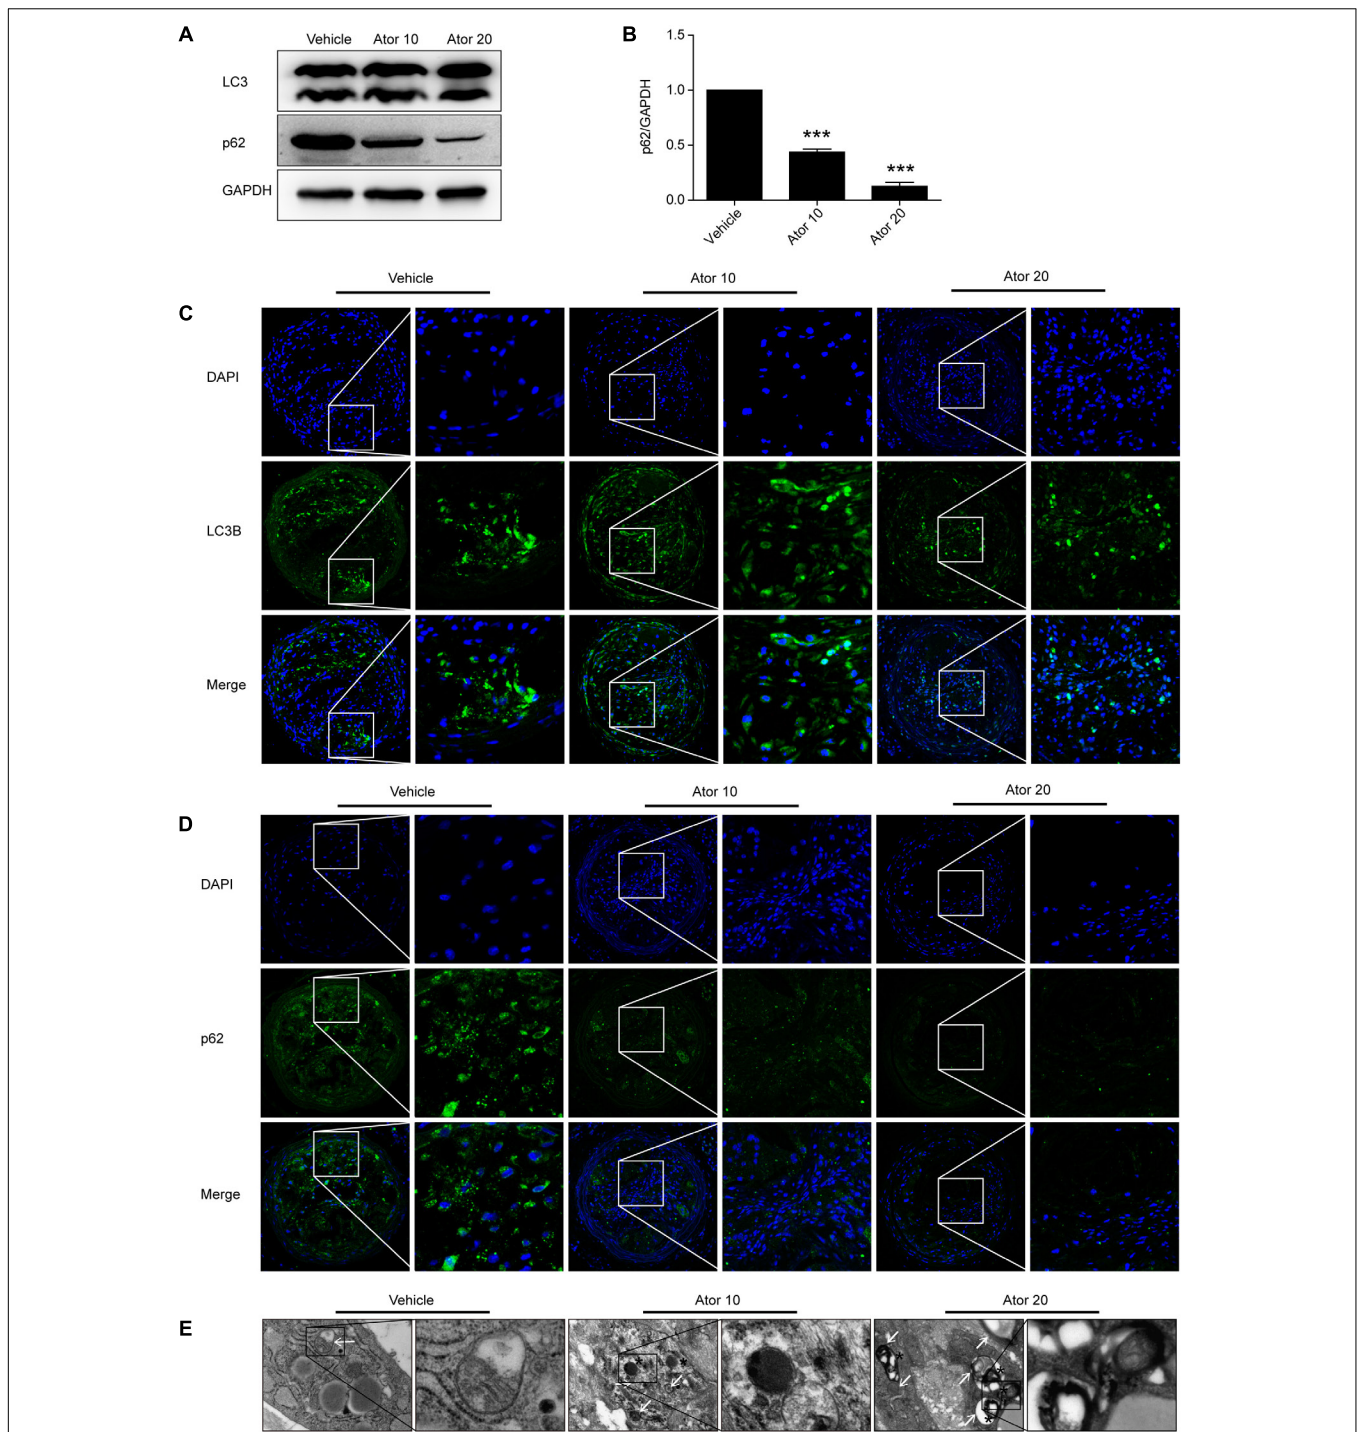 A
Vehicle Ator 10 Ator 20
LC3
p62
GAPDH
B
p62/GAPDH
1.5
1.0
0.5
0.0
***
***
Vehicle
Ator 10
Ator 20
C
Vehicle Ator 10 Ator 20
DAPI
LC3B
Merge
D
Vehicle Ator 10 Ator 20
DAPI
p62
Merge
E
Vehicle Ator 10 Ator 20